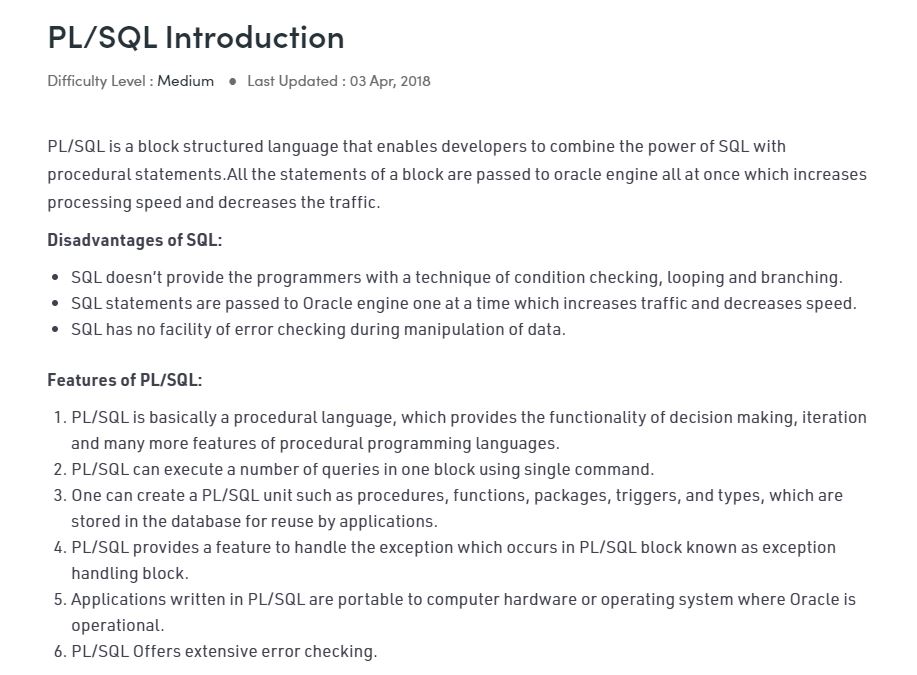 PL/SQL Introduction
Difficulty Level : Medium ● Last Updated : 03 Apr, 2018
PL/SQL is a block structured language that enables developers to combine the power of SQL with
procedural statements.All the statements of a block are passed to oracle engine all at once which increases
processing speed and decreases the traffic.
Disadvantages of SQL:
• SQL doesn't provide the programmers with a technique of condition checking, looping and branching.
• SQL statements are passed to Oracle engine one at a time which increases traffic and decreases speed.
• SQL has no facility of error checking during manipulation of data.
Features of PL/SQL:
1. PL/SQL is basically a procedural language, which provides the functionality of decision making, iteration
and many more features of procedural programming languages.
2. PL/SQL can execute a number of queries in one block using single command.
3. One can create a PL/SQL unit such as procedures, functions, packages, triggers, and types, which are
stored in the database for reuse by applications.
4. PL/SQL provides a feature to handle the exception which occurs in PL/SQL block known as exception
handling block.
5. Applications written in PL/SQL are portable to computer hardware or operating system where Oracle is
operational.
6. PL/SQL Offers extensive error checking.